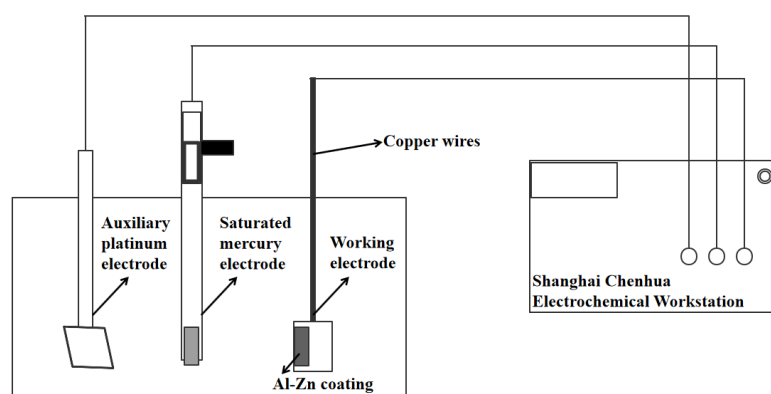 Copper wires
Auxiliary
platinum
electrode
Saturated
mercury
electrode
Working
electrode
Al-Zn coating
Shanghai Chenhua
Electrochemical Workstation